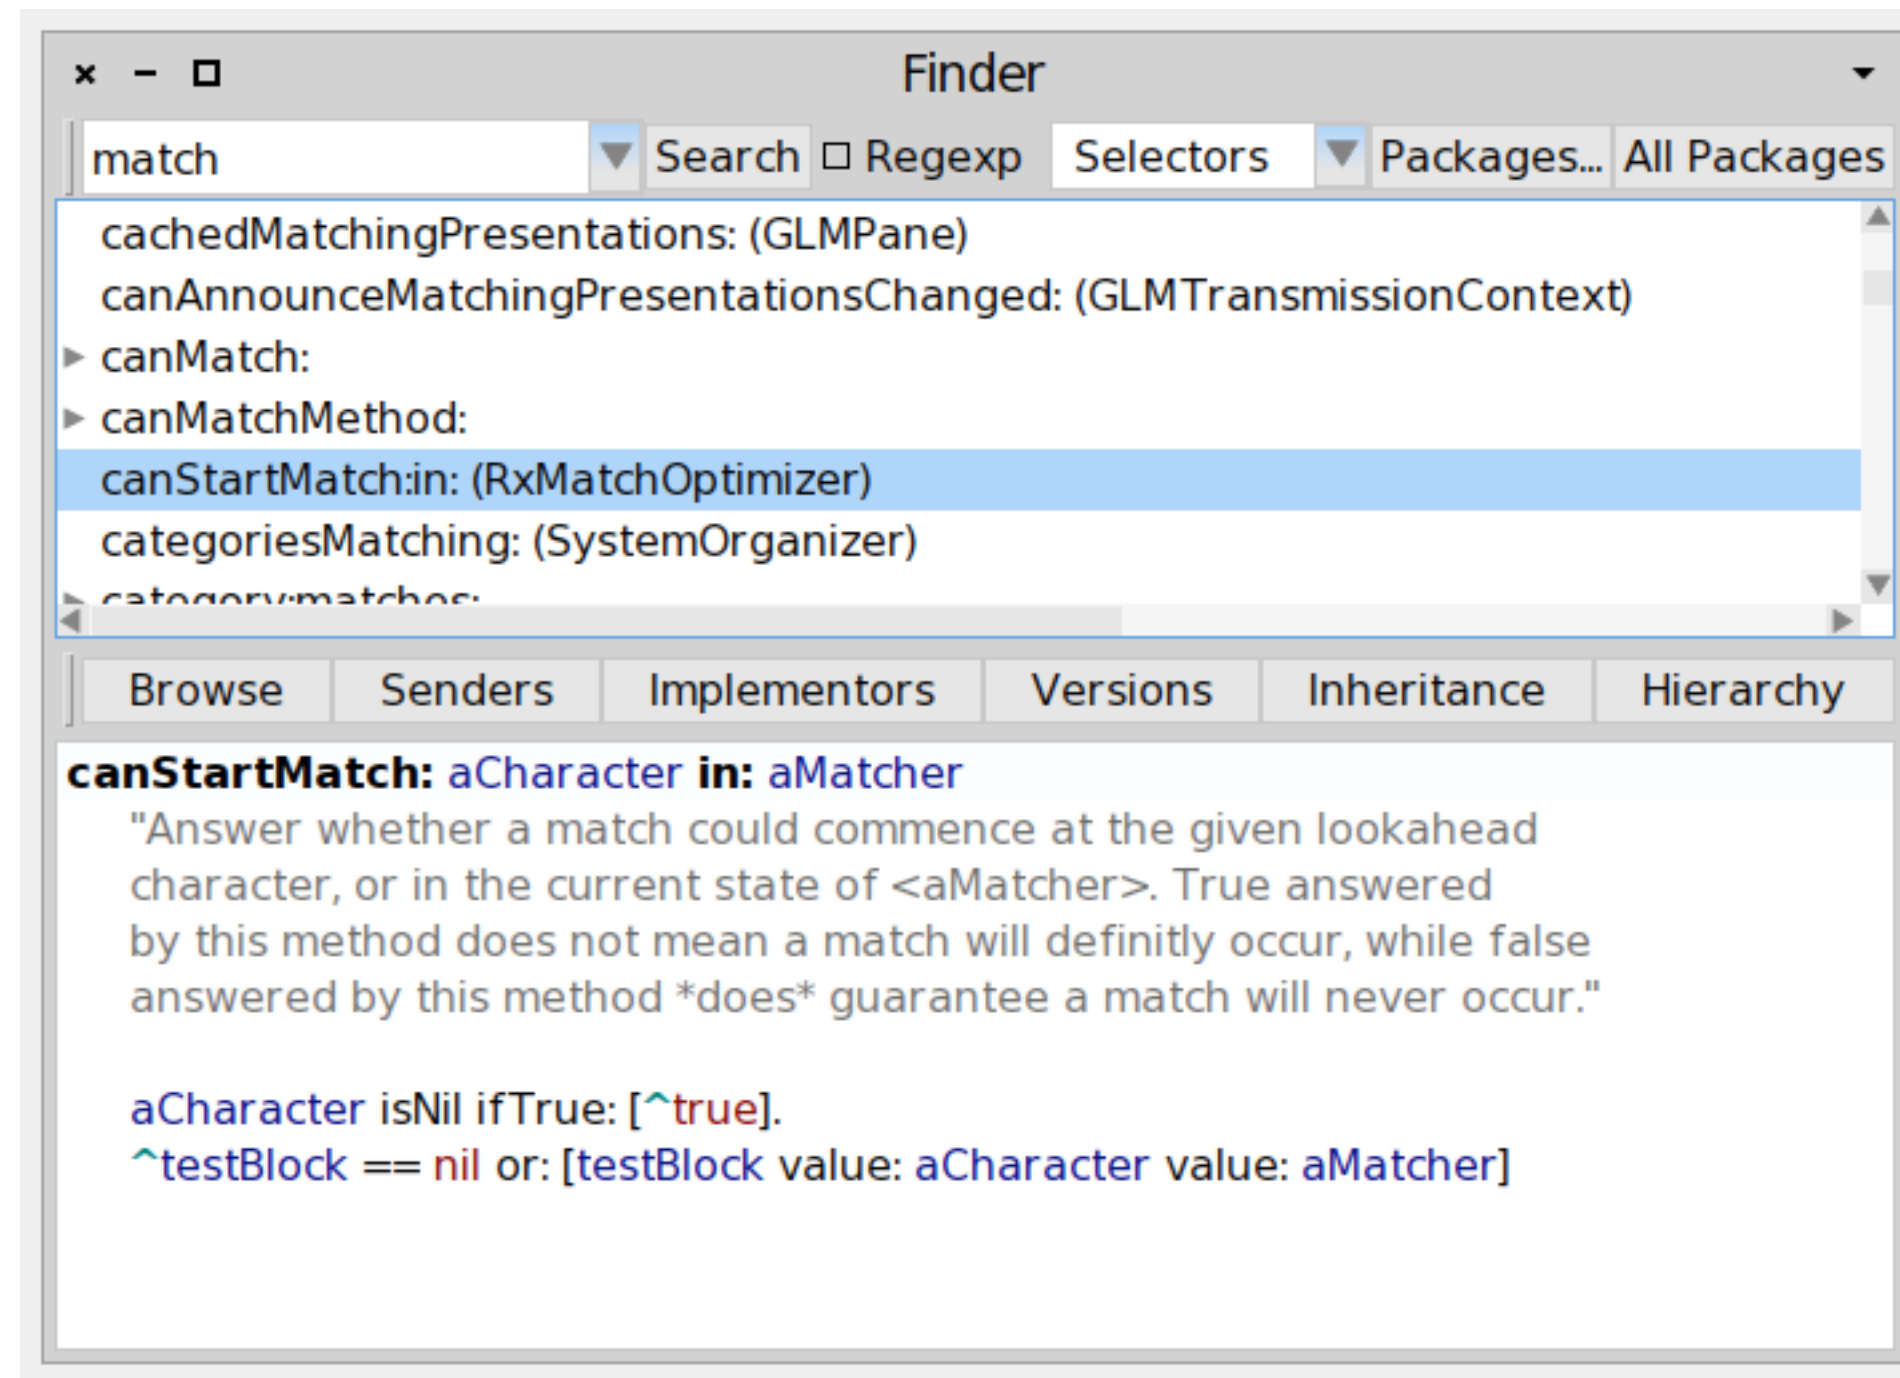 Finder
match Search Regexp Selectors Packages... All Packages
cachedMatchingPresentations: (GLMPane)
canAnnounceMatchingPresentationsChanged: (GLMTransmissionContext)
canMatch:
canMatchMethod:
canStartMatch:in: (RxMatchOptimizer)
categoriesMatching: (SystemOrganizer)
category:matches:
Browse Senders Implementors Versions Inheritance Hierarchy
canStartMatch: aCharacter in: aMatcher
"Answer whether a match could commence at the given lookahead
character, or in the current state of <aMatcher>. True answered
by this method does not mean a match will definitly occur, while false
answered by this method *does* guarantee a match will never occur."
aCharacter isNil ifTrue: [^true].
^testBlock == nil or: [testBlock value: aCharacter value: aMatcher]